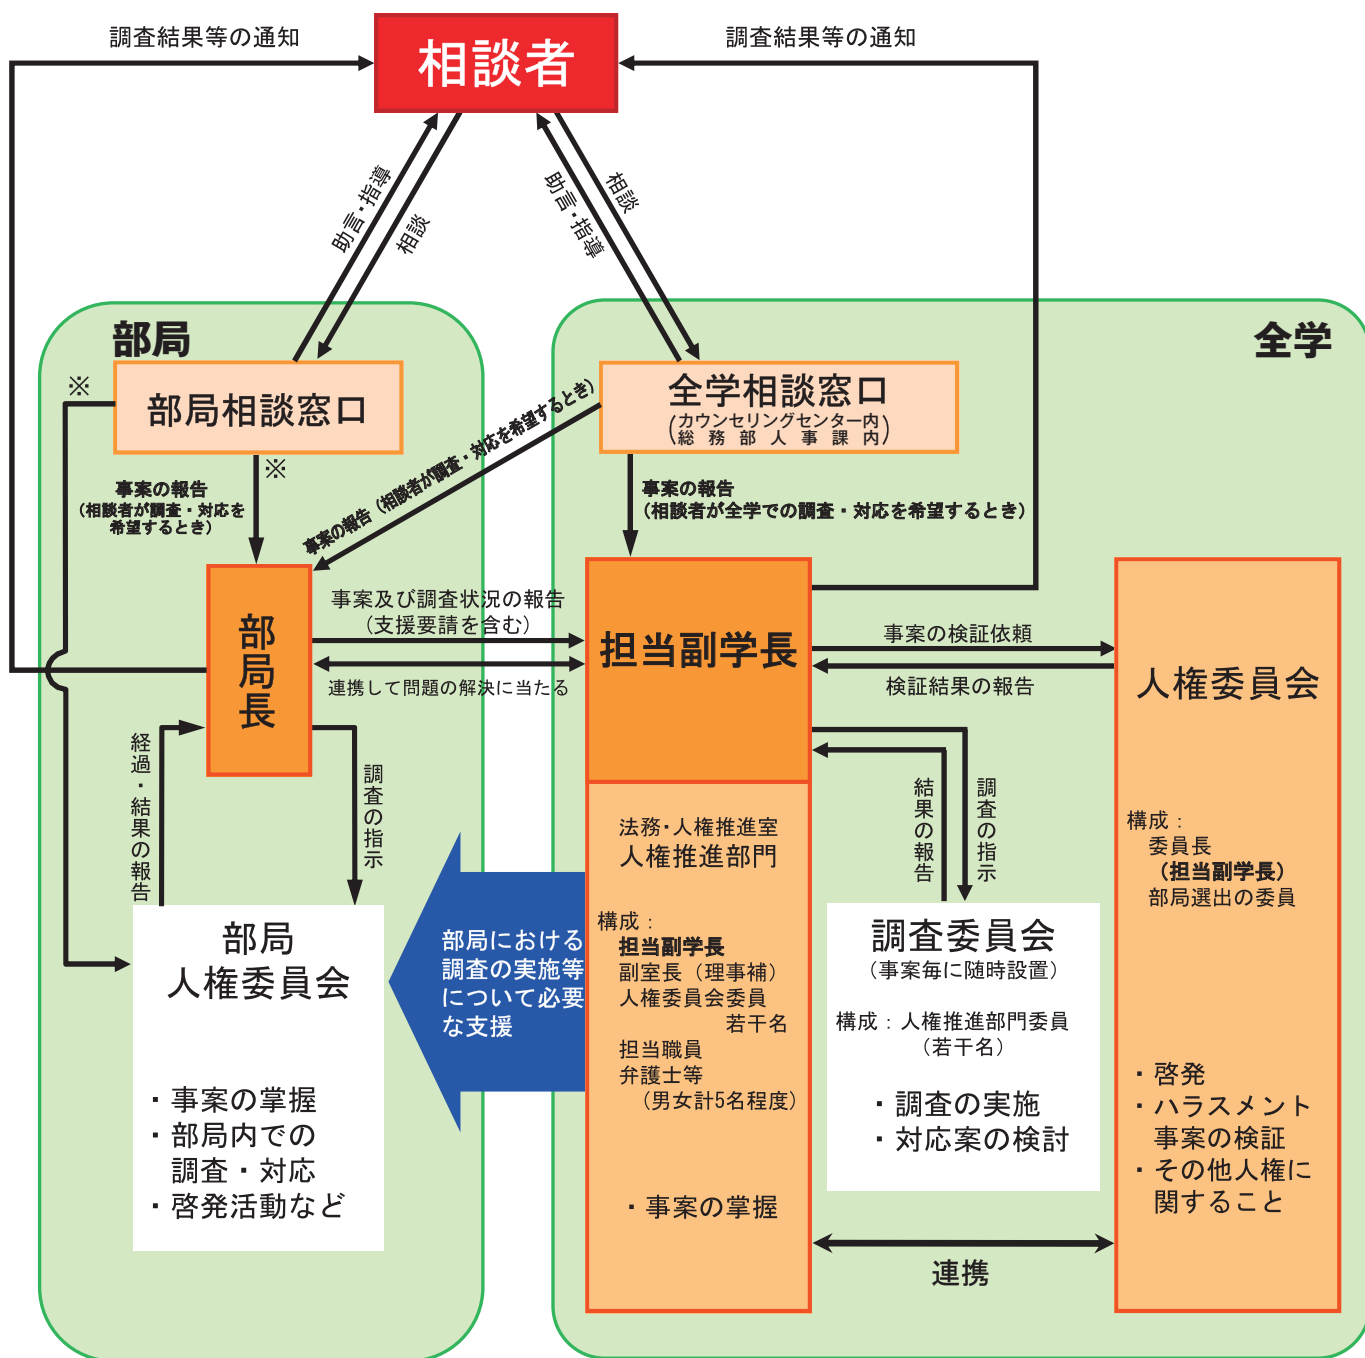 調査結果等の通知
相談者
調査結果等の通知
助言・指導
相談
助言・指導
相談
部局
※
部局相談窓口
※
事案の報告
（相談者が調査・対応を
希望するとき）
事案の報告（相談者が調査・対応を希望するとき）
部局長
経過・結果の報告
調査の指示
部局
人権委員会
・事案の掌握
・部局内での
調査・対応
・啓発活動など
事案及び調査状況の報告
（支援要請を含む）
連携して問題の解決に当たる
部局における
調査の実施等
について必要
な支援
全学
全学相談窓口
（カウンセリングセンター内
総務部人事課内）
事案の報告
（相談者が全学での調査・対応を希望するとき）
担当副学長
法務・人権推進室
人権推進部門
構成：
担当副学長
副室長（理事補）
人権委員会委員
若干名
担当職員
弁護士等
（男女計5名程度）
・事案の掌握
事案の検証依頼
検証結果の報告
結果の報告
調査の指示
調査委員会
（事案毎に随時設置）
構成：人権推進部門委員
（若干名）
・調査の実施
・対応案の検討
連携
人権委員会
構成：
委員長
（担当副学長）
部局選出の委員
・啓発
・ハラスメント
事案の検証
・その他人権に
関すること